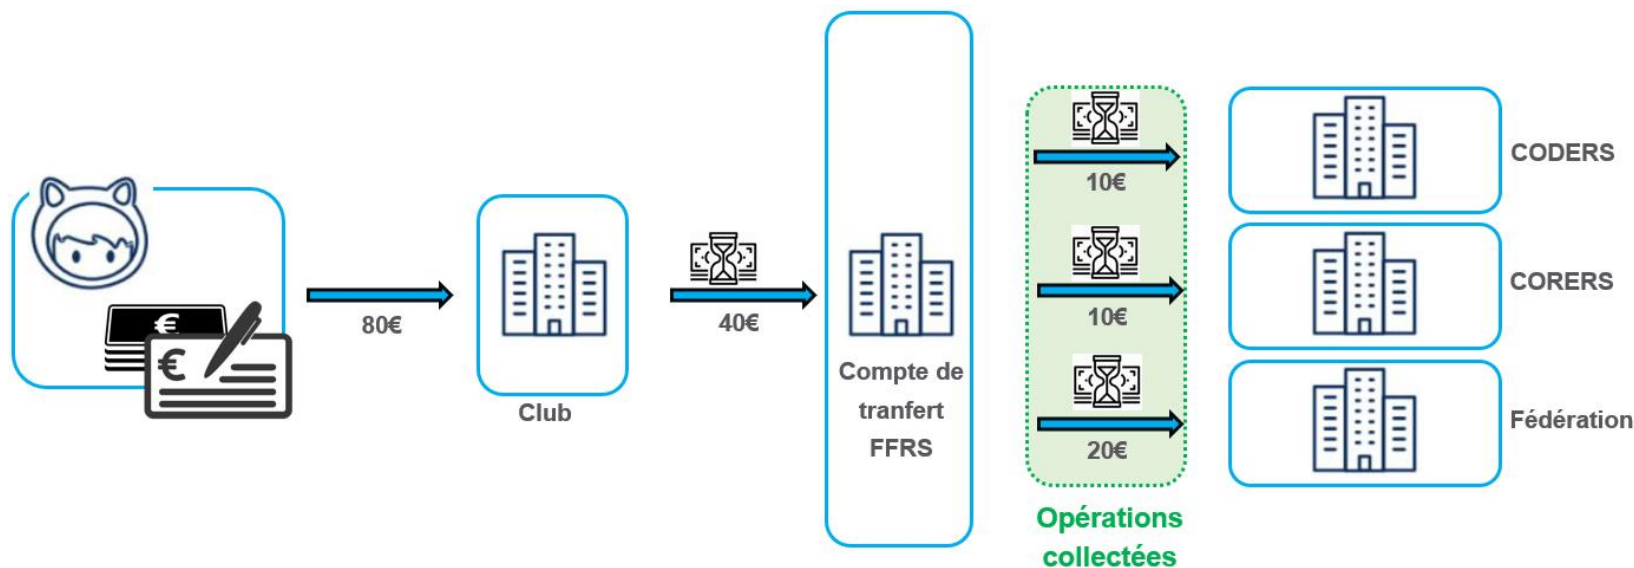 €
€
80€
Club
40€
Compte de
tranfert
FFRS
10€
10€
20€
Opérations
collectées
CODERS
CORERS
Fédération